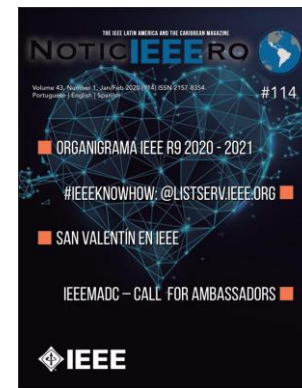 THE IEEE LATIN AMERICA AND THE CARIBBEAN MAGAZINE
NOTICIEEERO
Volume 43, Number 1, Jan/Feb 2020 [114] ISSN 2157-8354
Portuguese | English | Spanish
#114
ORGANIGRAMA IEEE R9 2020 - 2021
#IEEEKNOWHOW: @LISTSERV.IEEE.ORG
SAN VALENTÍN EN IEEE
IEEEMADC – CALL FOR AMBASSADORS
IEEE